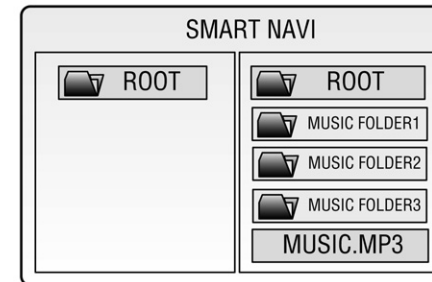 SMART NAVI
ROOT
ROOT
MUSIC FOLDER1
MUSIC FOLDER2
MUSIC FOLDER3
MUSIC.MP3